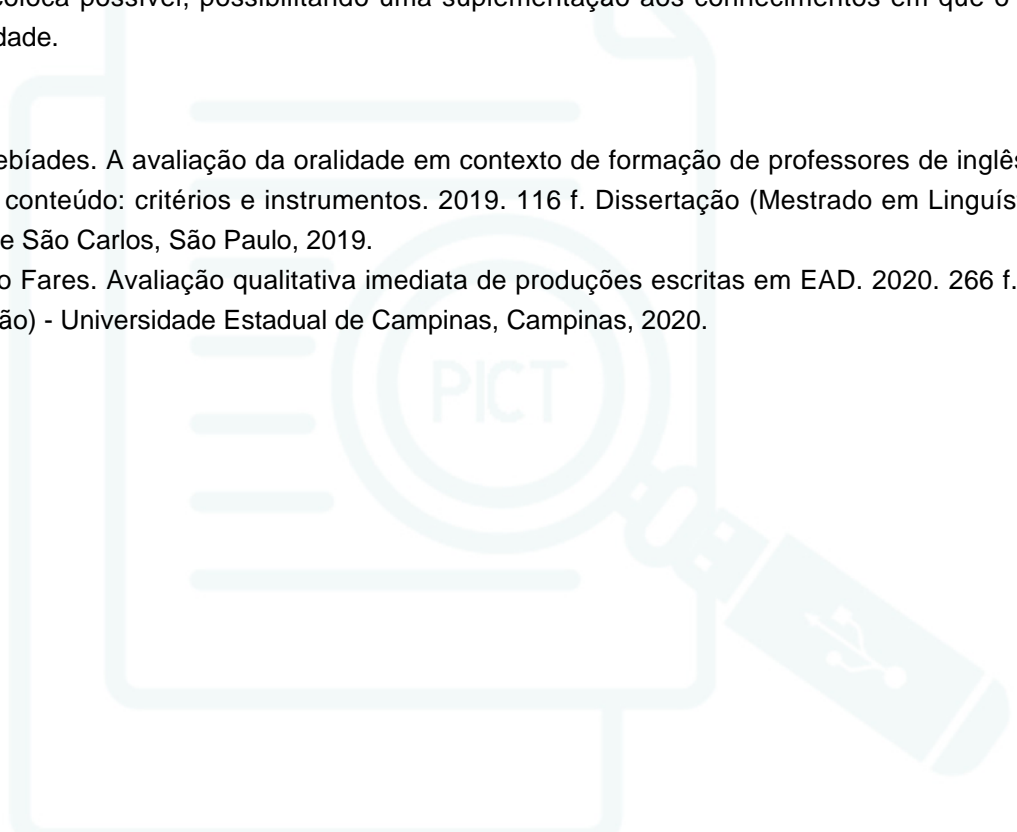 coloca possível, possibilitando uma suplementação aos conhecimentos em que o
dade.
ebíades. A avaliação da oralidade em contexto de formação de professores de inglês
conteúdo: critérios e instrumentos. 2019. 116 f. Dissertação (Mestrado em Linguís
e São Carlos, São Paulo, 2019.
o Fares. Avaliação qualitativa imediata de produções escritas em EAD. 2020. 266 f.
ão) - Universidade Estadual de Campinas, Campinas, 2020.
PICT